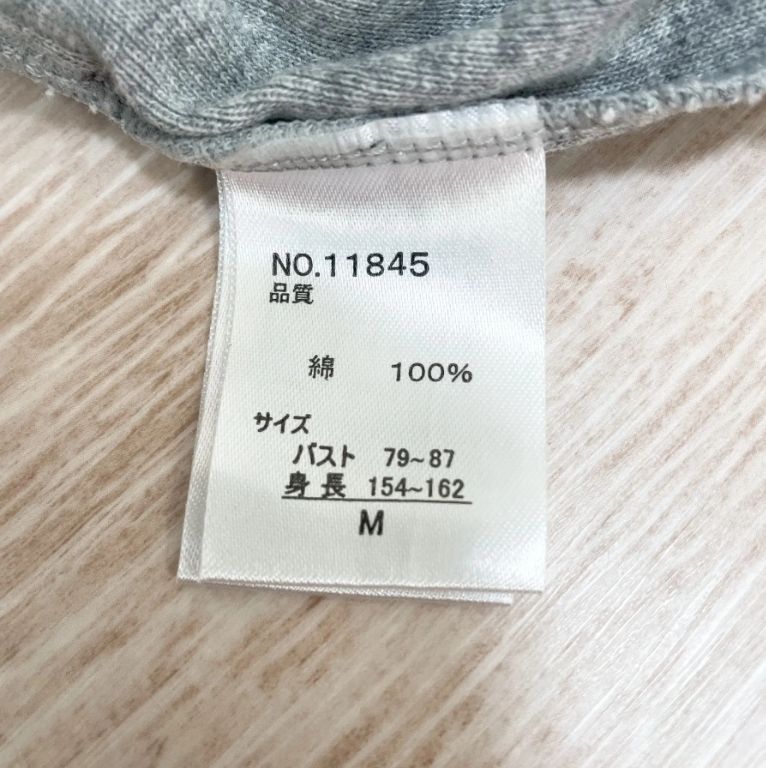 NO.11845
品質
綿 100%
サイズ
バスト 79~87
身長 154~162
M